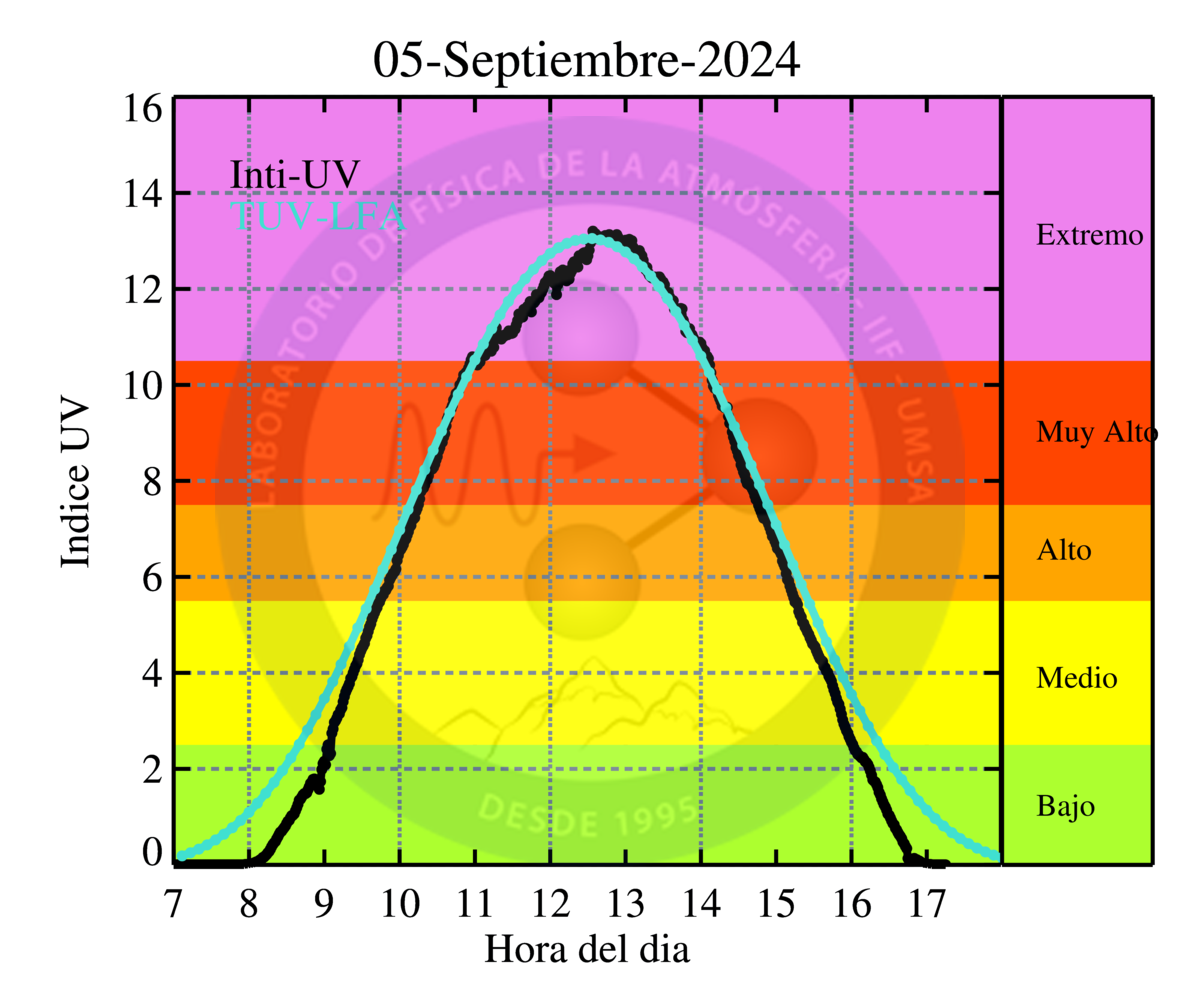 05-Septiembre-2024
16
14
12
10
8
6
4
2
0
Indice UV
Inti-UV
TUV-LFA
LABORATORIO DE FÍSICA DE LA ATMÓSFERA - IIF - UMSA
DESDE 1995
Extremo
Muy Alto
Alto
Medio
Bajo
7 8 9 10 11 12 13 14 15 16 17
Hora del dia